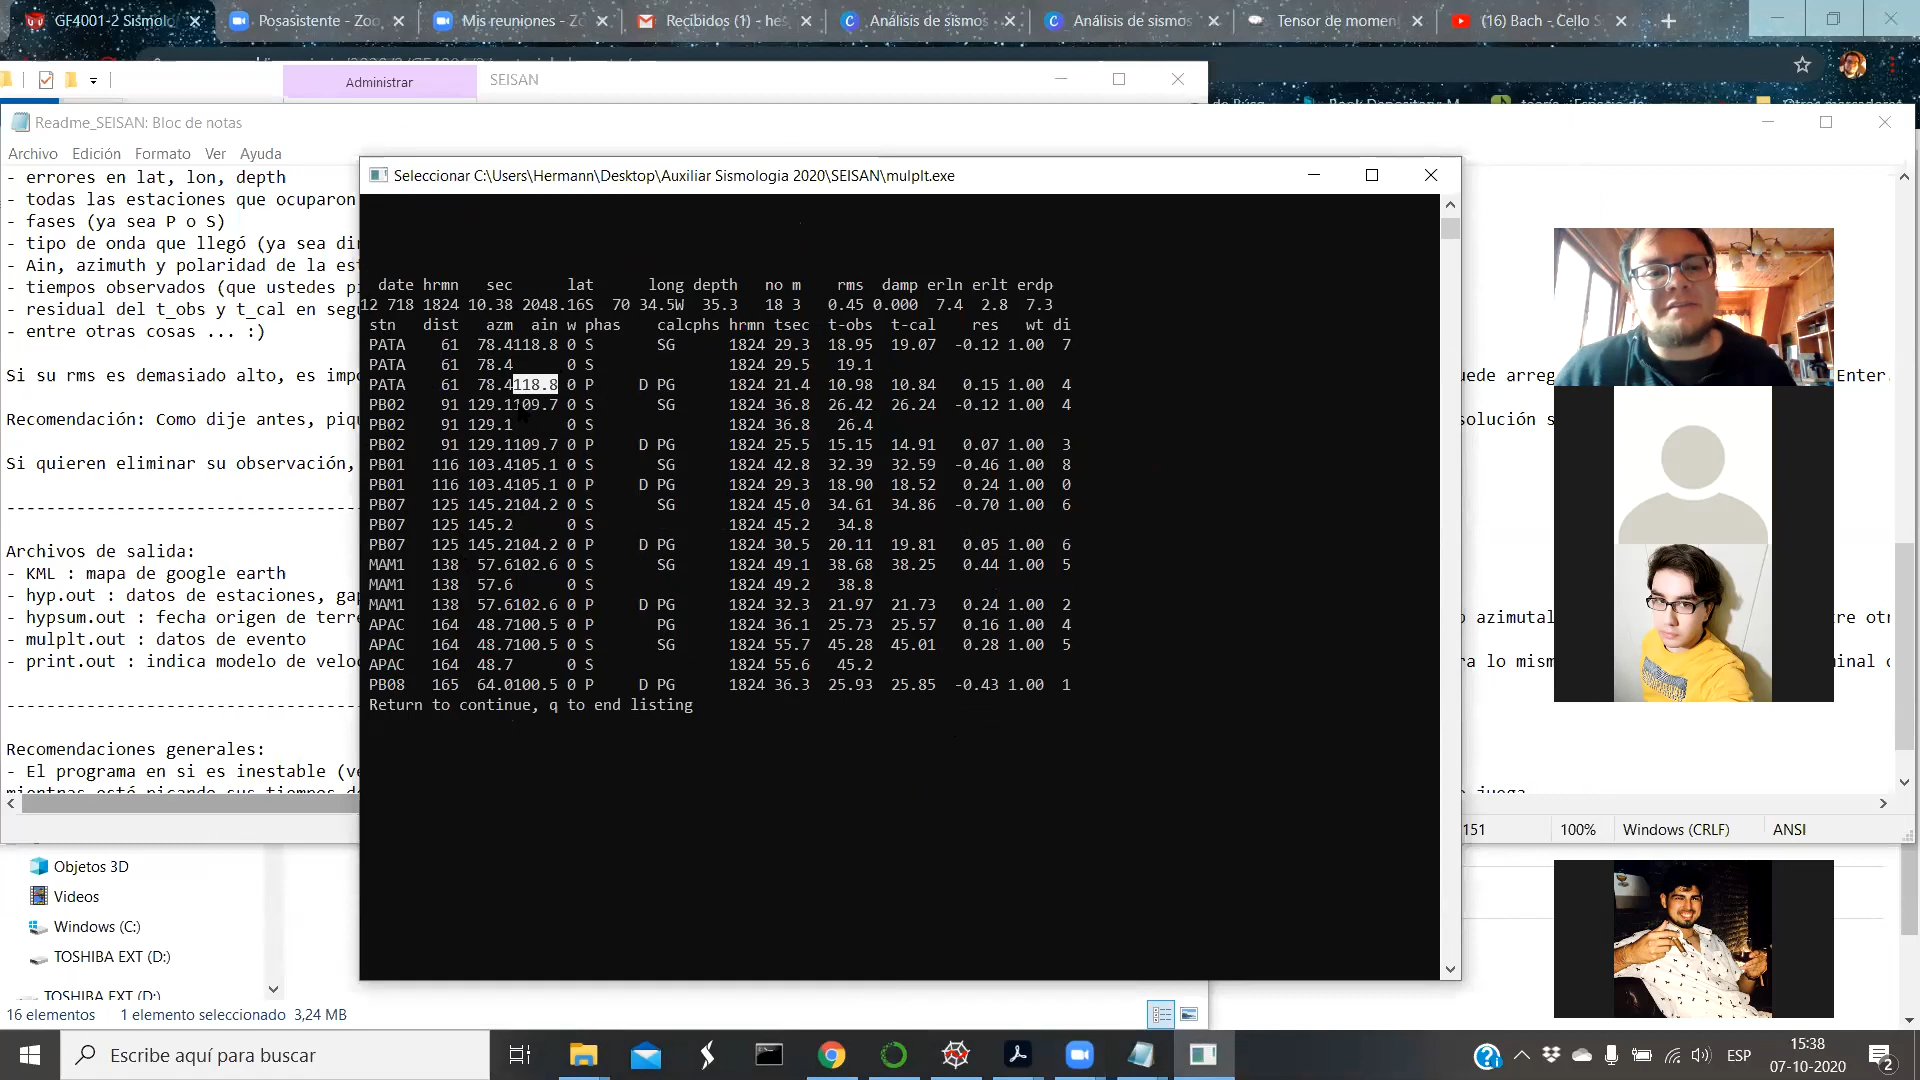 GF4001-2 Sismolo
Posasistente - Zoo
Mis reuniones - Zo
Recibidos (1) - hes
Análisis de sismos
Análisis de sismos
Tensor de momen
(16) Bach - Cello S
Administrar
SEISAN
Readme_SEISAN: Bloc de notas
Archivo Edición Formato Ver Ayuda
- errores en lat, lon, depth
- todas las estaciones que ocuparon
- fases (ya sea P o S)
- tipo de onda que llegó (ya sea dir
- Ain, azimuth y polaridad de la est
- tiempos observados (que ustedes pi
- residual del t_obs y t_cal en segu
- entre otras cosas ... :)
Si su rms es demasiado alto, es impo
uede arreg
Enter.
Recomendación: Como dije antes, piqu
solución s
Si quieren eliminar su observación,
Archivos de salida:
- KML : mapa de google earth
- hyp.out : datos de estaciones, gap
o azimutal
tre otr
- hypsum.out : fecha origen de terre
- mulplt.out : datos de evento
- print.out : indica modelo de veloc
ra lo mism
minal c
Recomendaciones generales:
- El programa en si es inestable (ve
mientras esté picando sus tiempos de
o juega
151 100% Windows (CRLF) ANSI
Seleccionar C:\Users\Hermann\Desktop\Auxiliar Sismologia 2020\SEISAN\mulplt.exe
date hrmn sec lat long depth no m rms damp erln erlt erdp
12 718 1824 10.38 2048.16S 70 34.5W 35.3 18 3 0.45 0.000 7.4 2.8 7.3
stn dist azm ain w phas calcphs hrmn tsec t-obs t-cal res wt di
PATA 61 78.4118.8 0 S SG 1824 29.3 18.95 19.07 -0.12 1.00 7
PATA 61 78.4 0 S 1824 29.5 19.1
PATA 61 78.4118.8 0 P D PG 1824 21.4 10.98 10.84 0.15 1.00 4
PB02 91 129.1109.7 0 S SG 1824 36.8 26.42 26.24 -0.12 1.00 4
PB02 91 129.1 0 S 1824 36.8 26.4
PB02 91 129.1109.7 0 P D PG 1824 25.5 15.15 14.91 0.07 1.00 3
PB01 116 103.4105.1 0 S SG 1824 42.8 32.39 32.59 -0.46 1.00 8
PB01 116 103.4105.1 0 P D PG 1824 29.3 18.90 18.52 0.24 1.00 0
PB07 125 145.2104.2 0 S SG 1824 45.0 34.61 34.86 -0.70 1.00 6
PB07 125 145.2 0 S 1824 45.2 34.8
PB07 125 145.2104.2 0 P D PG 1824 30.5 20.11 19.81 0.05 1.00 6
MAM1 138 57.6102.6 0 S SG 1824 49.1 38.68 38.25 0.44 1.00 5
MAM1 138 57.6 0 S 1824 49.2 38.8
MAM1 138 57.6102.6 0 P D PG 1824 32.3 21.97 21.73 0.24 1.00 2
APAC 164 48.7100.5 0 P PG 1824 36.1 25.73 25.57 0.16 1.00 4
APAC 164 48.7100.5 0 S SG 1824 55.7 45.28 45.01 0.28 1.00 5
APAC 164 48.7 0 S 1824 55.6 45.2
PB08 165 64.0100.5 0 P D PG 1824 36.3 25.93 25.85 -0.43 1.00 1
Return to continue, q to end listing
Objetos 3D
Videos
Windows (C:)
TOSHIBA EXT (D:)
TOSHIBA EXT (D:)
16 elementos 1 elemento seleccionado 3,24 MB
Escribe aquí para buscar
ESP
15:38
07-10-2020
2